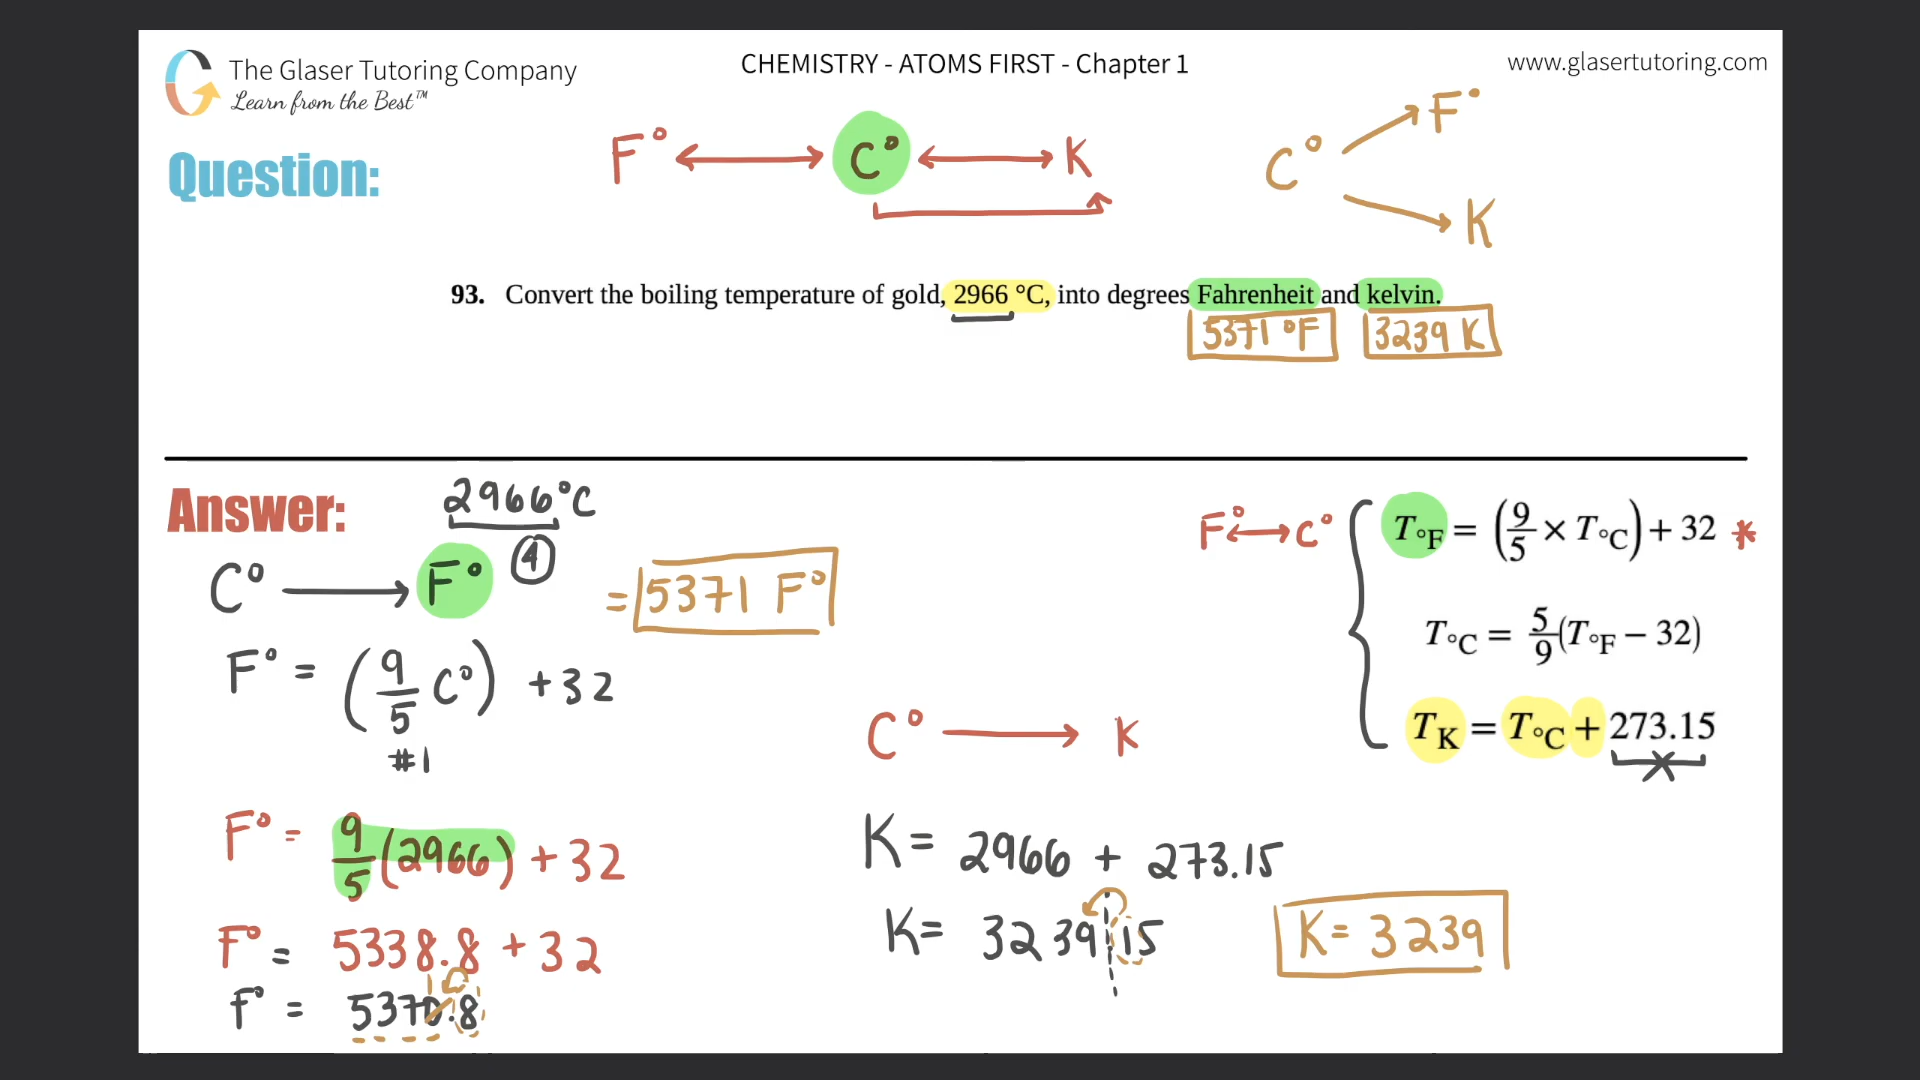 The Glaser Tutoring Company
Learn from the Best™
CHEMISTRY - ATOMS FIRST - Chapter 1
www.glasertutoring.com
Question:
F° ↔ C° ↔ K
C° → F°
→ K
93. Convert the boiling temperature of gold, 2966 °C, into degrees Fahrenheit and kelvin.
5371 °F
3239 K
Answer:
2966°C
4
C° → F°
= 5371 F°
F° = (9/5 C°) + 32
#1
F° = 9/5 (2966) + 32
F° = 5338.8 + 32
F° = 5370.8
1
C° → K
K = 2966 + 273.15
K = 3239.15
K = 3239
F° ↔ C°
T°F = (9/5 × T°C) + 32 *
T°C = 5/9 (T°F − 32)
TK = T°C + 273.15